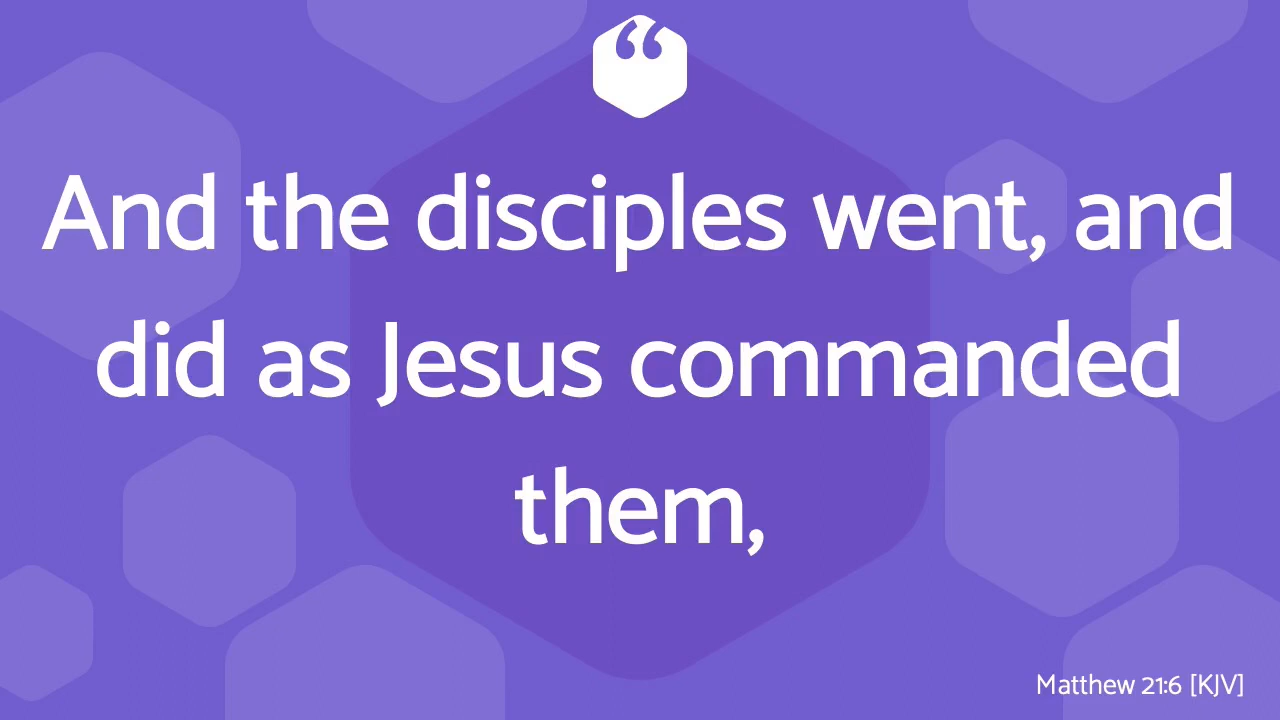 And the disciples went, and
did as Jesus commanded
them,
Matthew 21:6 [KJV]